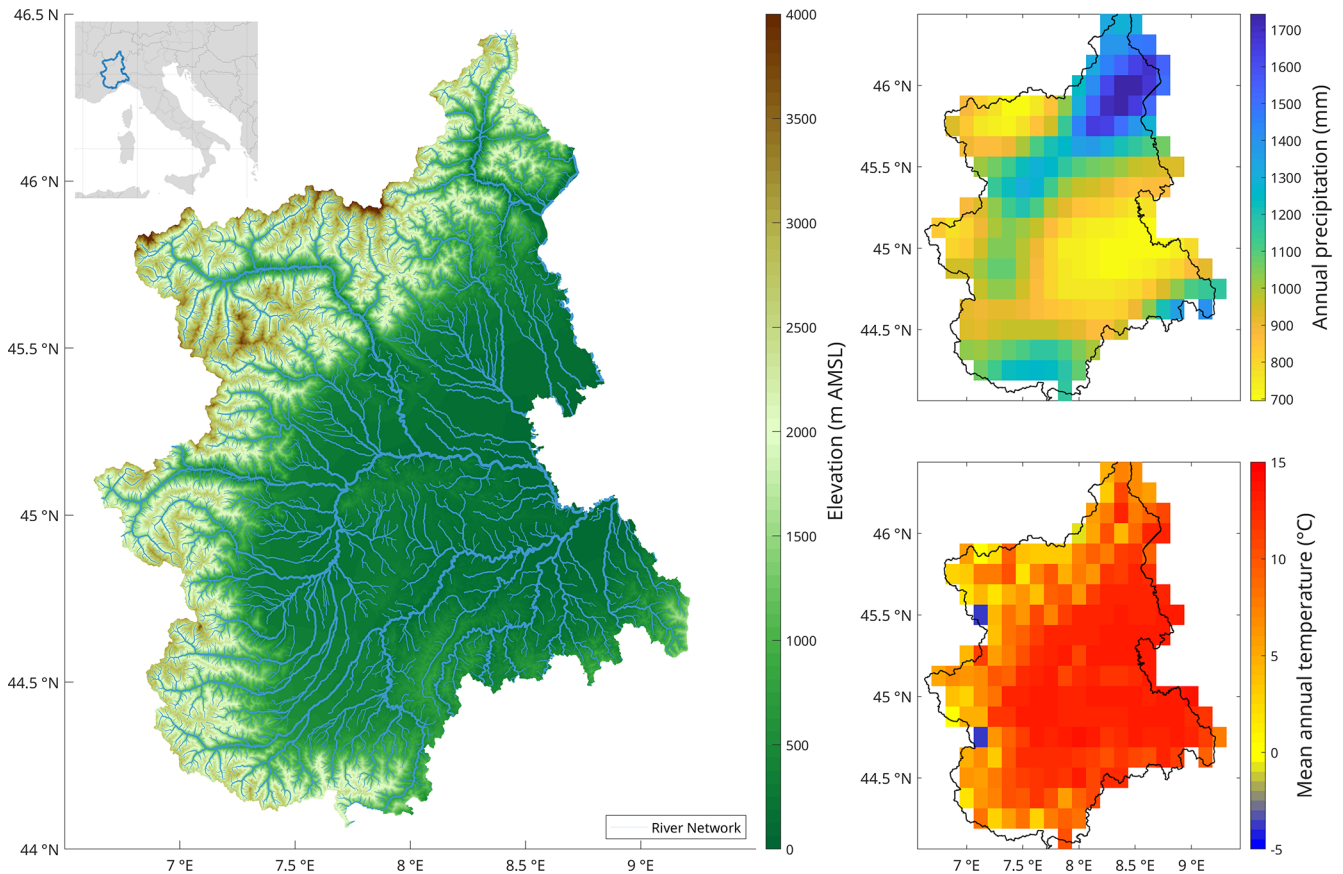 46.5 N
46 °N
45.5 °N
45 °N
44.5 °N
44 °N
7 °E
7.5 °E
8 °E
8.5 °E
9 °E
River Network
4000
3500
3000
2500
2000
1500
1000
500
0
Elevation (m AMSL)
46 °N
45.5 °N
45 °N
44.5 °N
1700
1600
1500
1400
1300
1200
1100
1000
900
800
700
Annual precipitation (mm)
46 °N
45.5 °N
45 °N
44.5 °N
7 °E
7.5 °E
8 °E
8.5 °E
9 °E
15
10
5
0
-5
Mean annual temperature (°C)